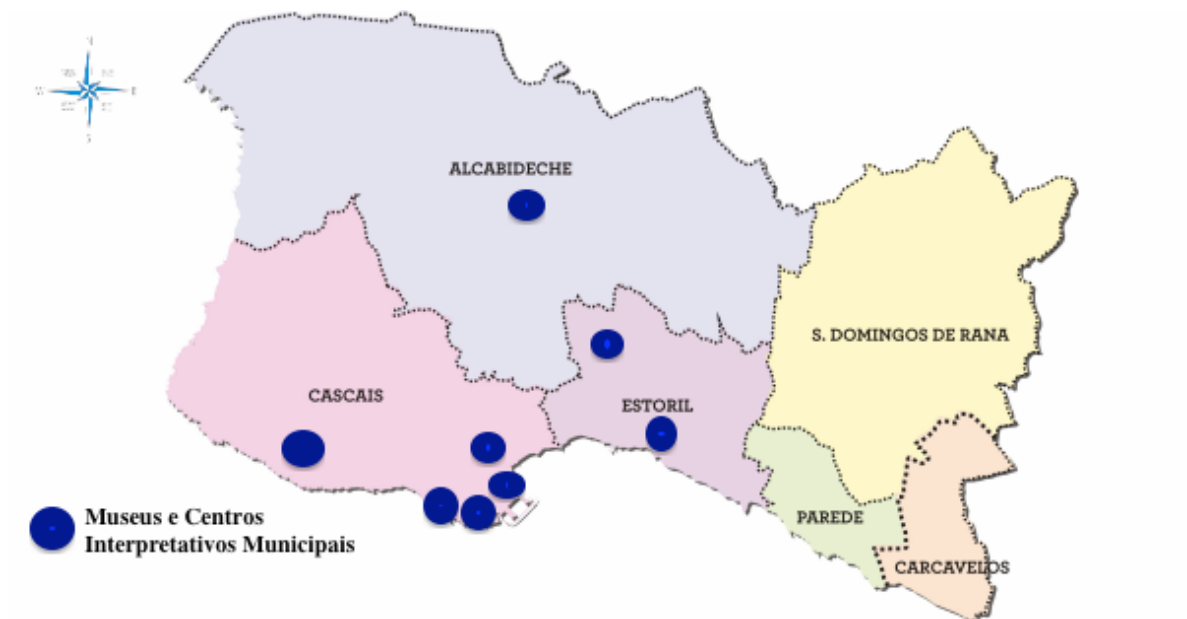 N
W
E
S
ALCABIDECHE
S. DOMINGOS DE RANA
CASCAIS
ESTORIL
Museus e Centros
Interpretativos Municipais
PAREDE
CARCAVELOS